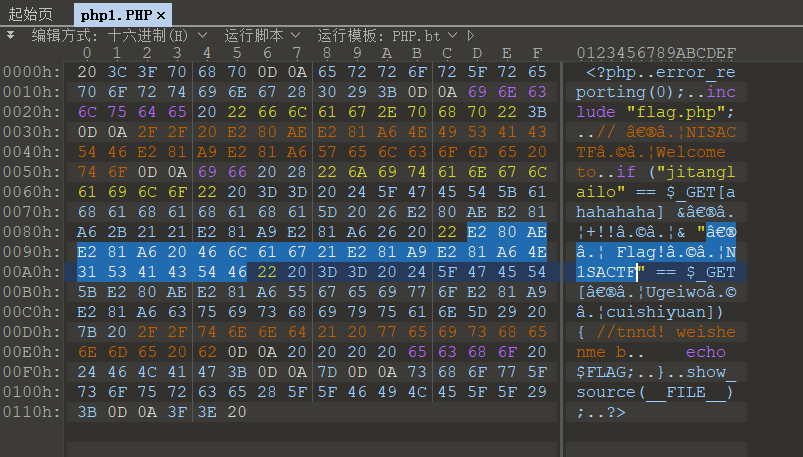 起始页 php1.PHP ×
编辑方式: 十六进制(H) 运行脚本 运行模板: PHP.bt
0 1 2 3 4 5 6 7 8 9 A B C D E F 0123456789ABCDEF
0000h: 20 3C 3F 70 68 70 0D 0A 65 72 72 6F 72 5F 72 65 <?php..error_re
0010h: 70 6F 72 74 69 6E 67 28 30 29 3B 0D 0A 69 6E 63 porting(0);..inc
0020h: 6C 75 64 65 20 22 66 6C 61 67 2E 70 68 70 22 3B lude "flag.php";
0030h: 0D 0A 2F 2F 20 E2 80 AE E2 81 A6 4E 49 53 41 43 ..// â€®â.¦NISAC
0040h: 54 46 E2 81 A9 E2 81 A6 57 65 6C 63 6F 6D 65 20 TFâ.©â.¦Welcome
0050h: 74 6F 0D 0A 69 66 20 28 22 6A 69 74 61 6E 67 6C to..if ("jitangl
0060h: 61 69 6C 6F 22 20 3D 3D 20 24 5F 47 45 54 5B 61 ailo" == $_GET[a
0070h: 68 61 68 61 68 61 68 61 5D 20 26 E2 80 AE E2 81 hahahaha] &â€®â.
0080h: A6 2B 21 21 E2 81 A9 E2 81 A6 26 20 22 E2 80 AE ¦+!!â.©â.¦& "â€®
0090h: E2 81 A6 20 46 6C 61 67 21 E2 81 A9 E2 81 A6 4E â.¦ Flag!â.©â.¦N
00A0h: 31 53 41 43 54 46 22 20 3D 3D 20 24 5F 47 45 54 1SACTF" == $_GET
00B0h: 5B E2 80 AE E2 81 A6 55 67 65 69 77 6F E2 81 A9 [â€®â.¦Ugeiwoâ.©
00C0h: E2 81 A6 63 75 69 73 68 69 79 75 61 6E 5D 29 20 â.¦cuishiyuan])
00D0h: 7B 20 2F 2F 74 6E 6E 64 21 20 77 65 69 73 68 65 { //tnnd! weishe
00E0h: 6E 6D 65 20 62 0D 0A 20 20 20 20 65 63 68 6F 20 nme b.. echo
00F0h: 24 46 4C 41 47 3B 0D 0A 7D 0D 0A 73 68 6F 77 5F $FLAG;..}..show_
0100h: 73 6F 75 72 63 65 28 5F 5F 46 49 4C 45 5F 5F 29 source(__FILE__)
0110h: 3B 0D 0A 3F 3E 20 ;..?>